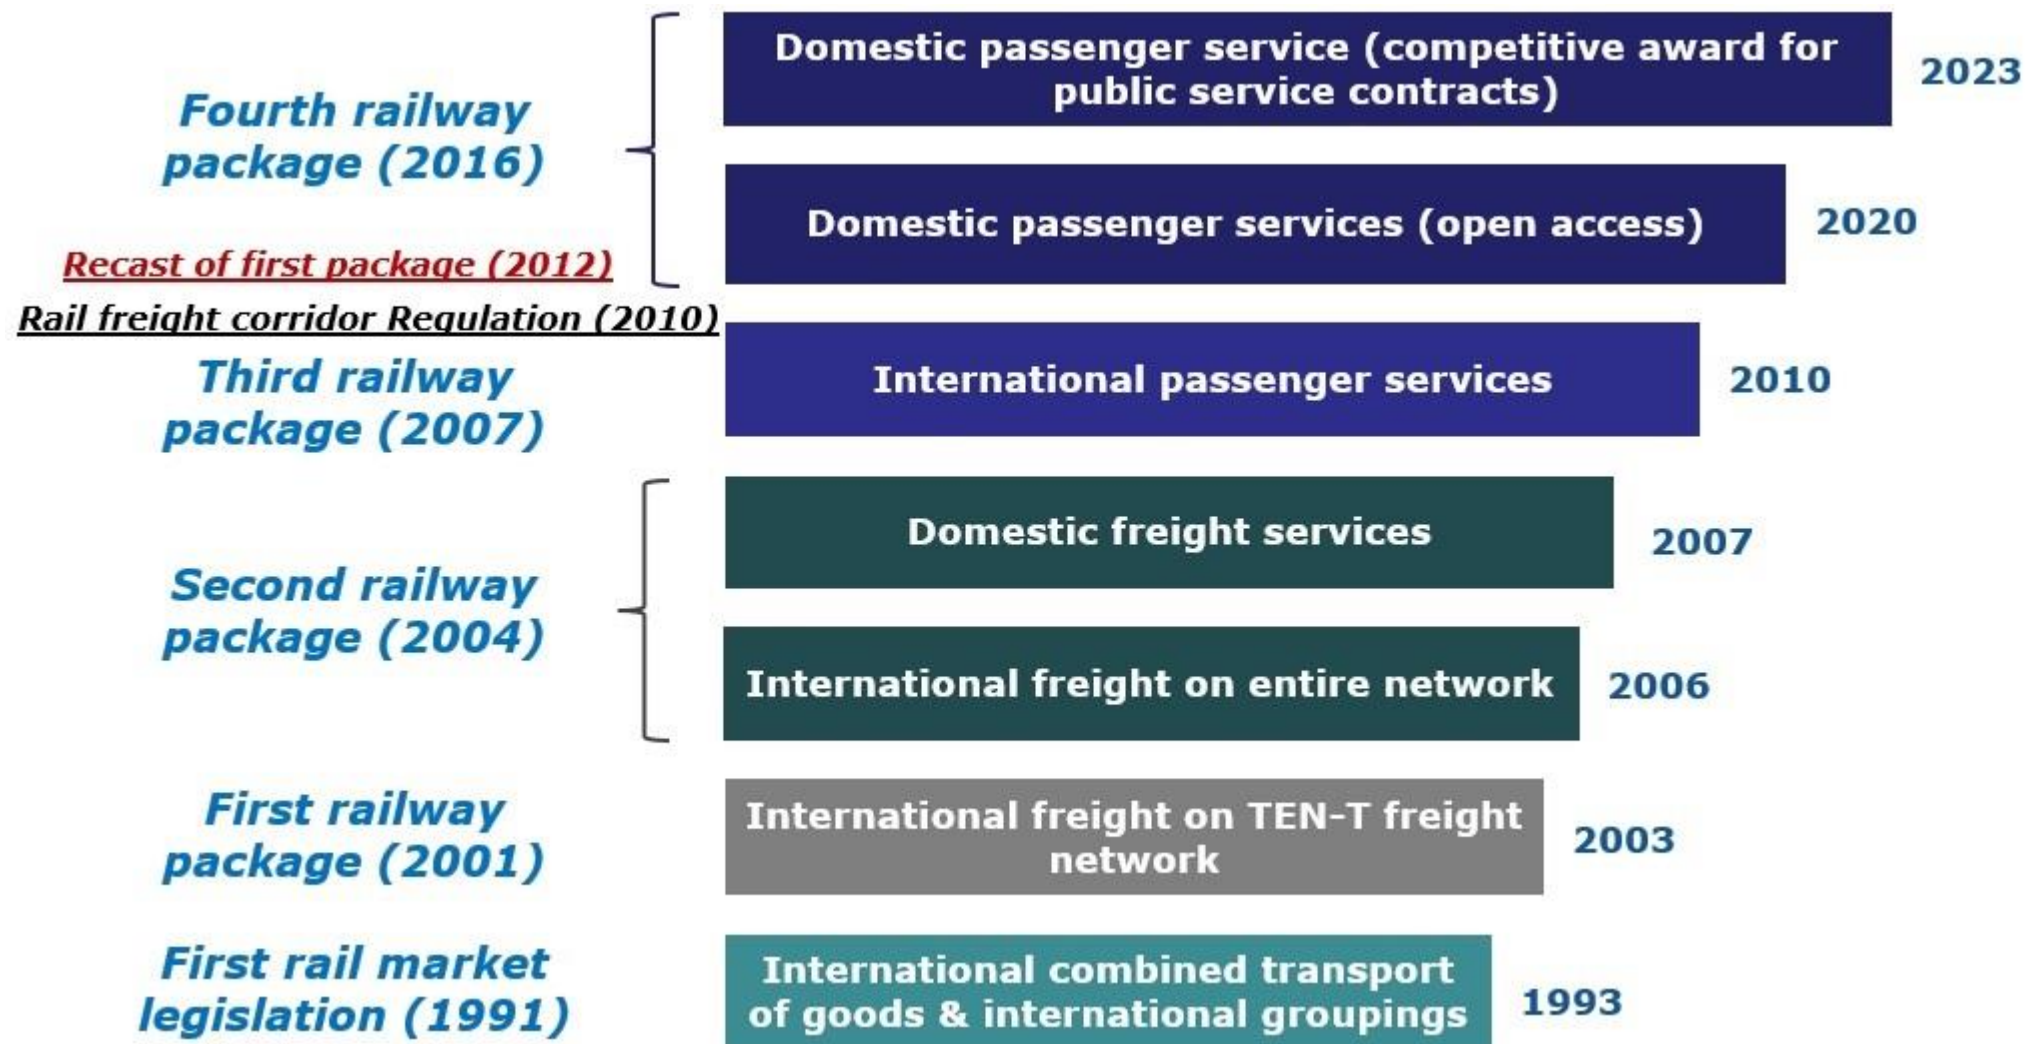 Fourth railway
package (2016)
Domestic passenger service (competitive award for
public service contracts)
2023
Domestic passenger services (open access)
2020
Recast of first package (2012)
Rail freight corridor Regulation (2010)
Third railway
package (2007)
International passenger services
2010
Second railway
package (2004)
Domestic freight services
2007
International freight on entire network
2006
First railway
package (2001)
International freight on TEN-T freight
network
2003
First rail market
legislation (1991)
International combined transport
of goods & international groupings
1993